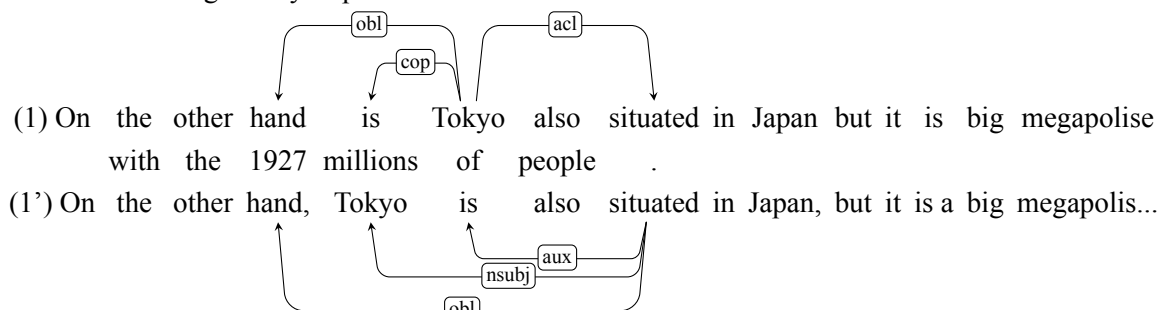 obl acl
cop
(1) On the other hand is Tokyo also situated in Japan but it is big megapolise
with the 1927 millions of people .
(1’) On the other hand, Tokyo is also situated in Japan, but it is a big megapolis...
aux
nsubj
obl